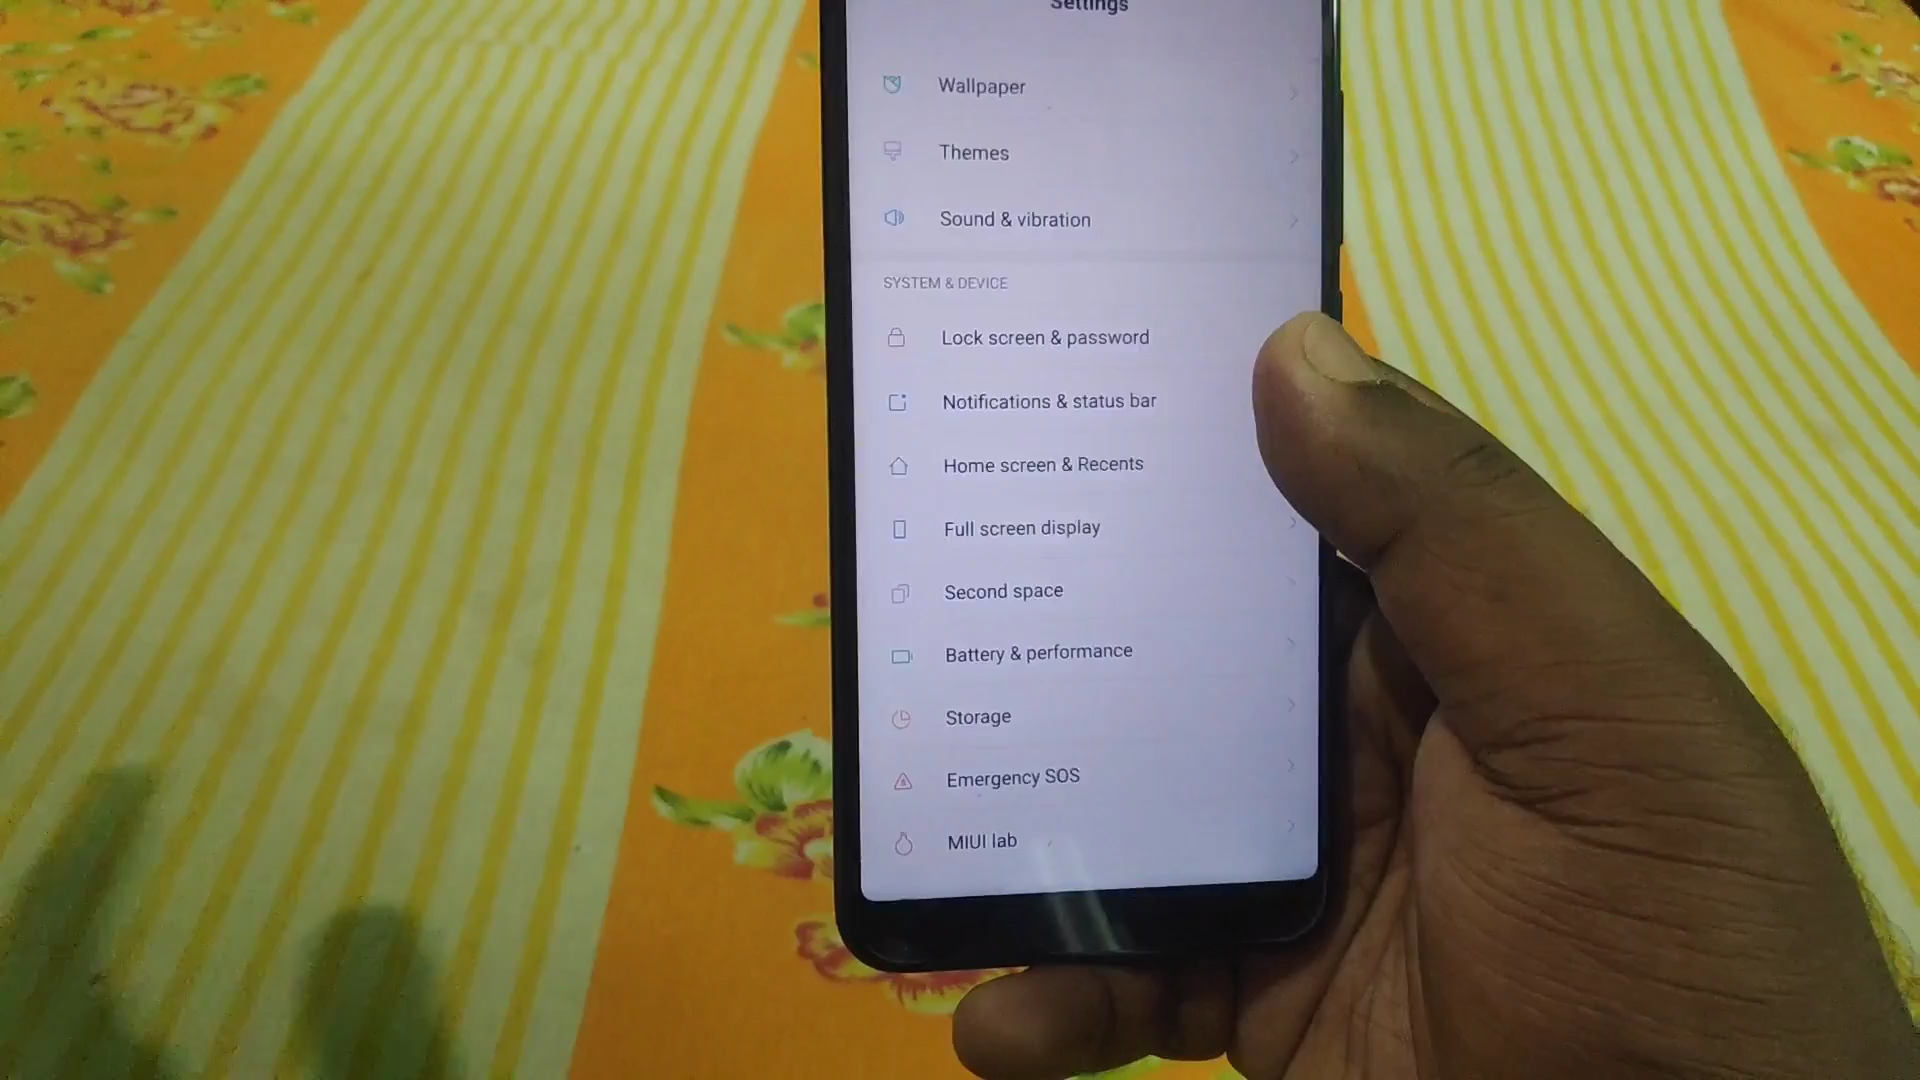 Settings
Wallpaper
Themes
Sound & vibration
SYSTEM & DEVICE
Lock screen & password
Notifications & status bar
Home screen & Recents
Full screen display
Second space
Battery & performance
Storage
Emergency SOS
MIUI lab